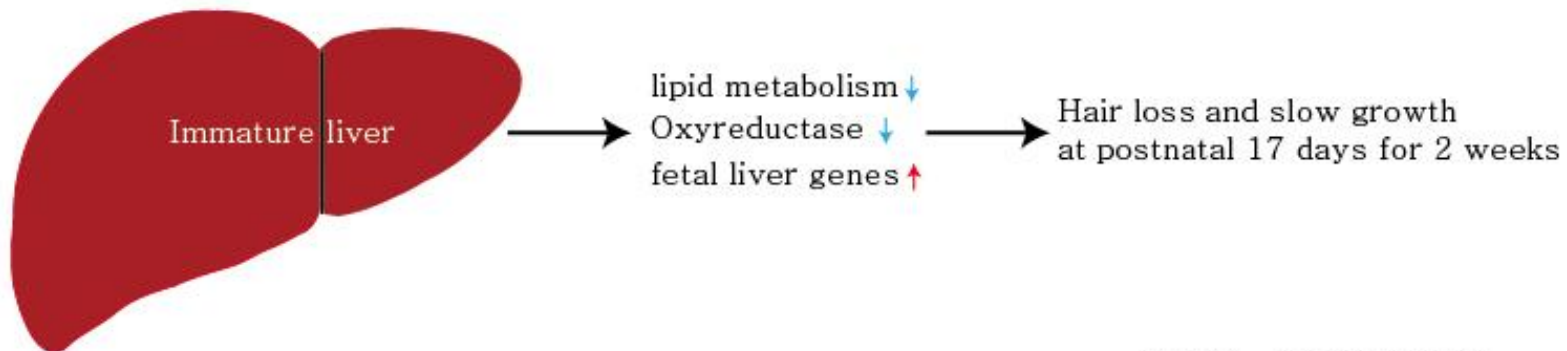 Immature liver
lipid metabolism ↓
Oxyreductase ↓
fetal liver genes ↑
Hair loss and slow growth
at postnatal 17 days for 2 weeks